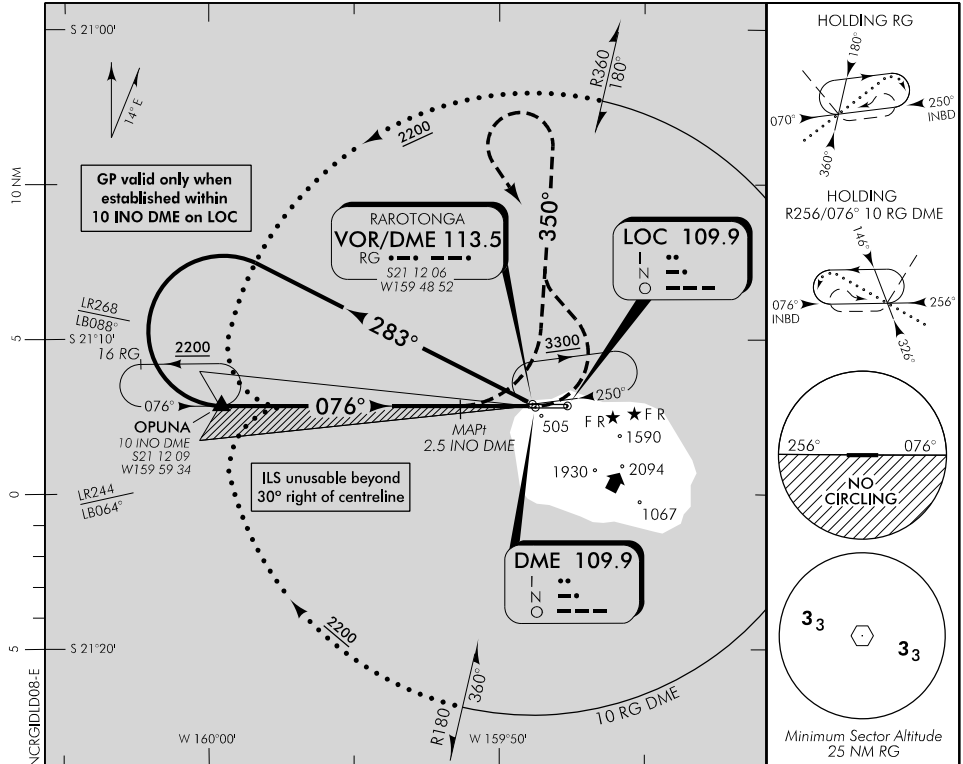 S 21°00'
14° E
R360
180°
2200
10 NM
GP valid only when
established within
10 INO DME on LOC
RAROTONGA
VOR/DME 113.5
RG
S21 12 06
W159 48 52
350°
LOC 109.9
I
N
O
LR268
LB088°
S 21°10'
16 RG
5
2200
283°
3300
250°
076°
076°
OPUNA
10 INO DME
S21 12 09
W159 59 34
MAPt
2.5 INO DME
505
F R
F R
1590
1930
2094
1067
ILS unusable beyond
30° right of centreline
LR244
LB064°
0
DME 109.9
I
N
O
2200
5
S 21°20'
R180
360°
10 RG DME
W 160°00'
W 159°50'
NCRGIDLD08-E
HOLDING RG
180°
070°
250°
INBD
360°
HOLDING
R256/076° 10 RG DME
146°
076°
INBD
256°
326°
256°
076°
NO
CIRCLING
33
33
Minimum Sector Altitude
25 NM RG